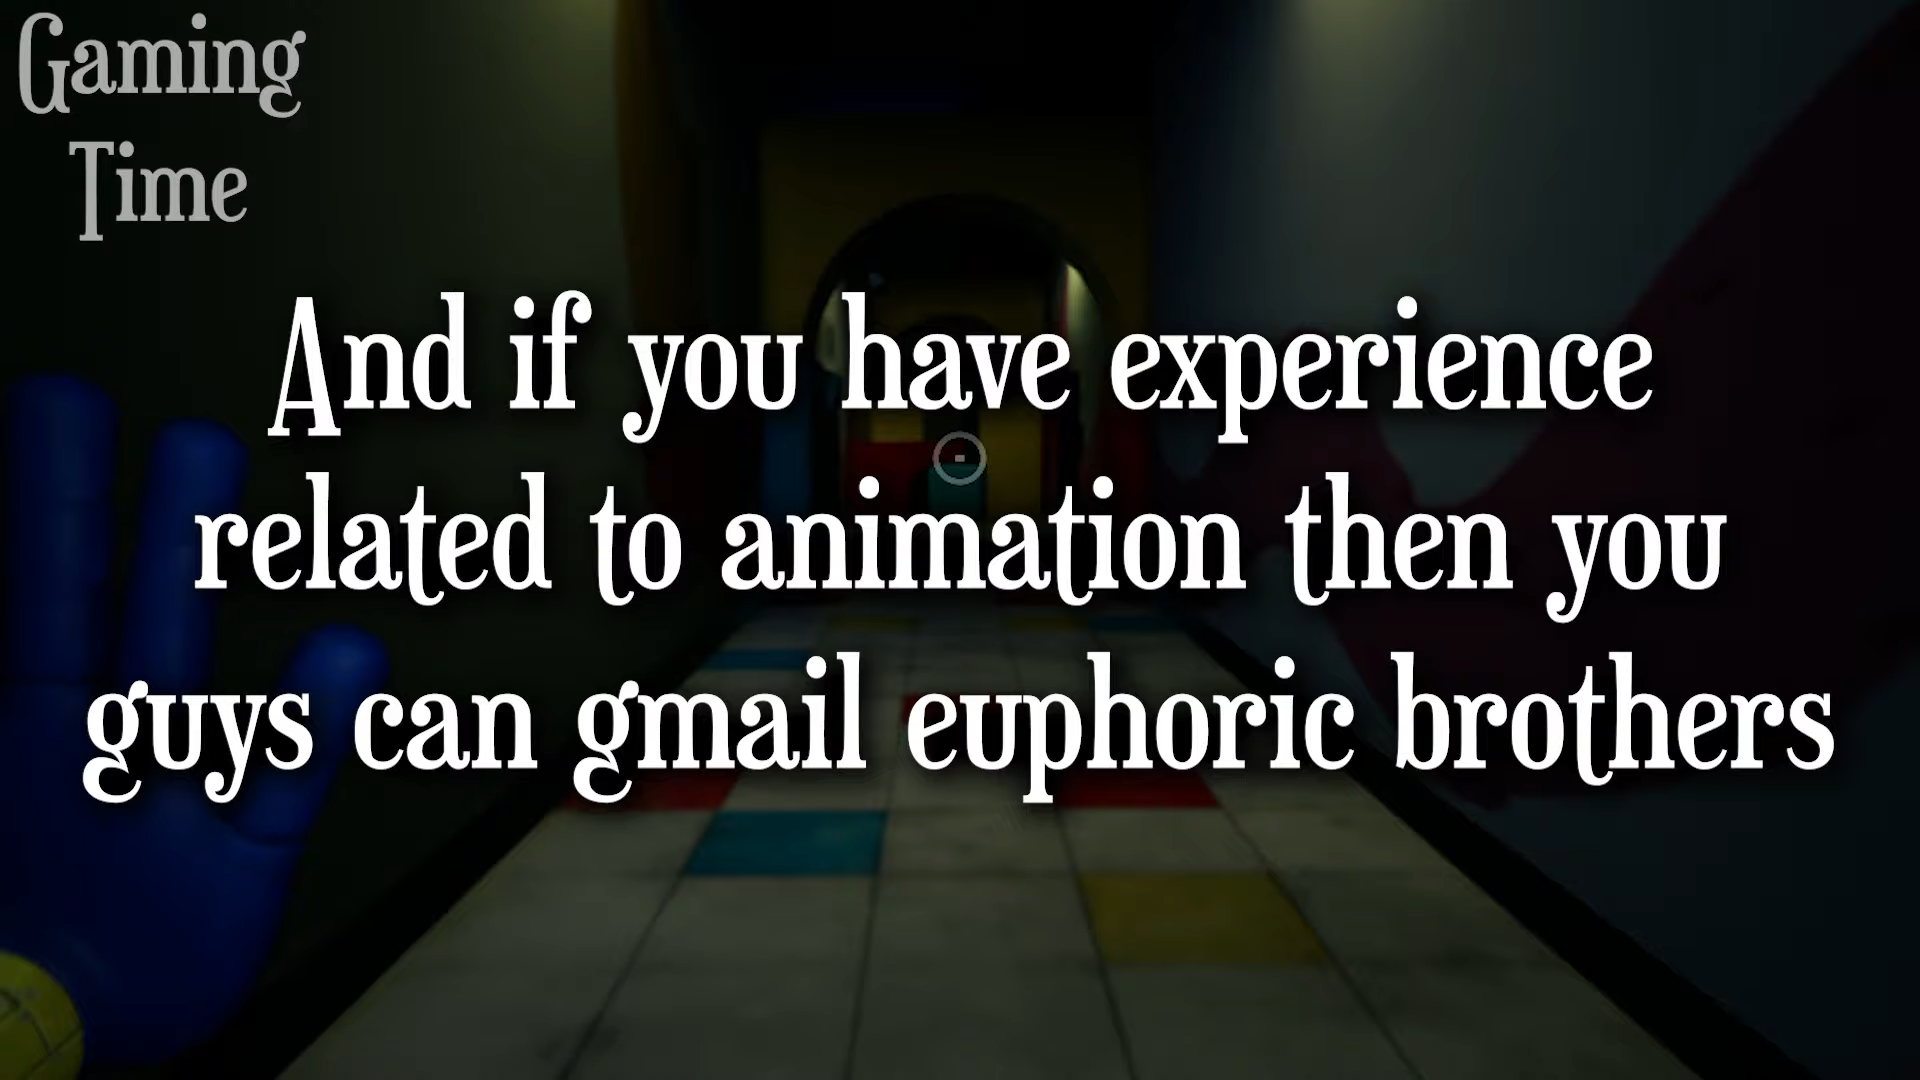 Gaming
Time
And if you have experience
related to animation then you
guys can gmail euphoric brothers